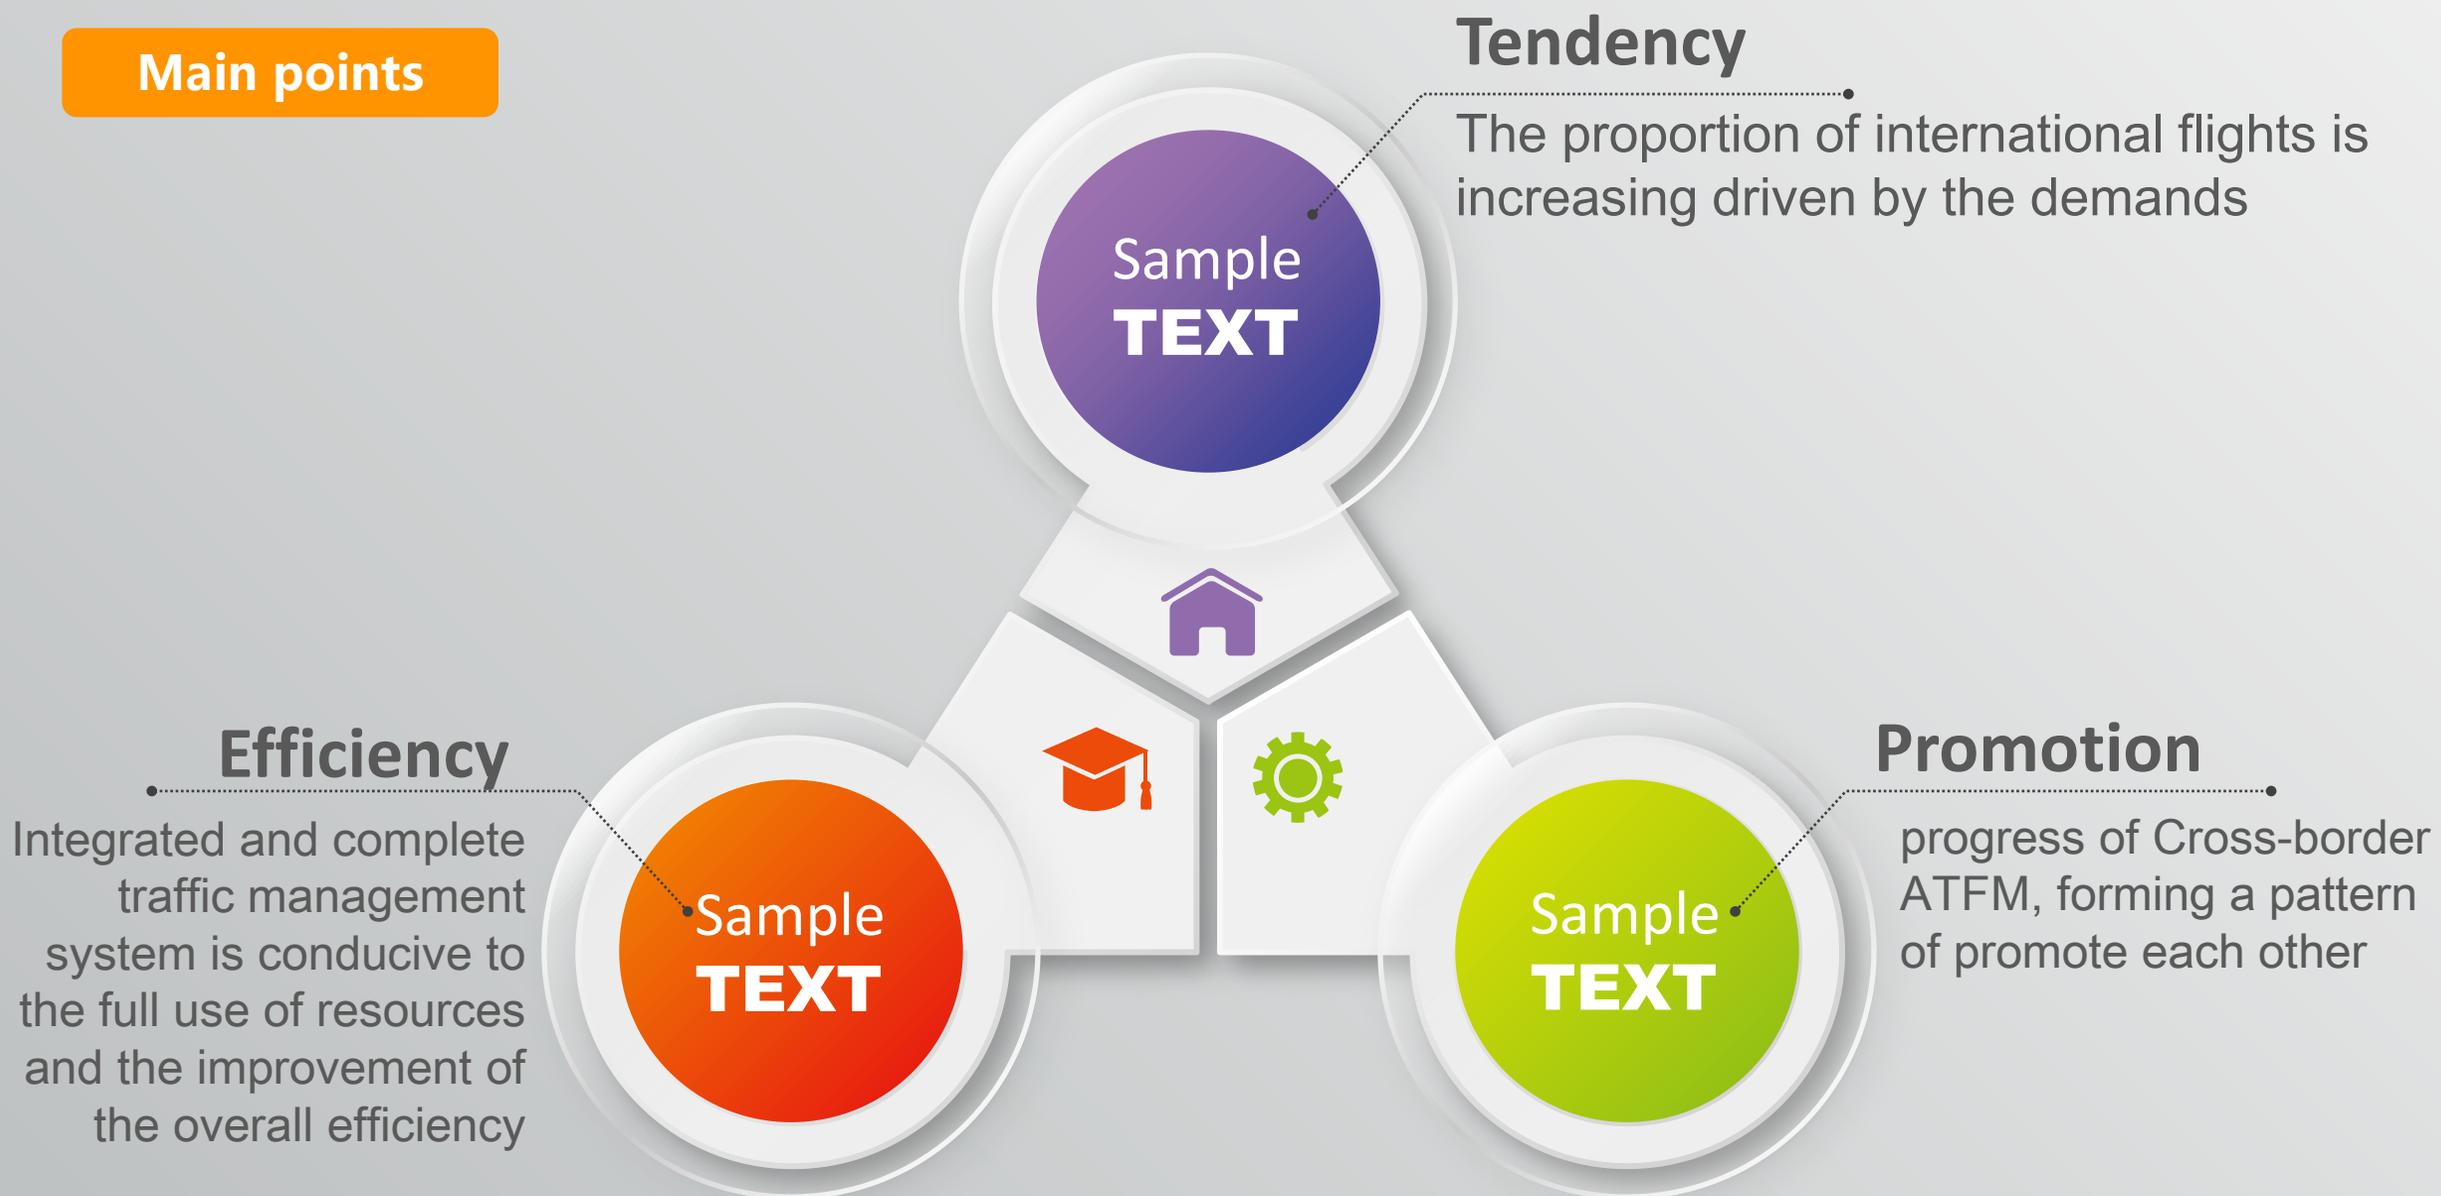 Main points
Tendency
The proportion of international flights is
increasing driven by the demands
Sample
TEXT
Efficiency
Integrated and complete
traffic management
system is conducive to
the full use of resources
and the improvement of
the overall efficiency
Sample
TEXT
Sample
TEXT
Promotion
progress of Cross-border
ATFM, forming a pattern
of promote each other